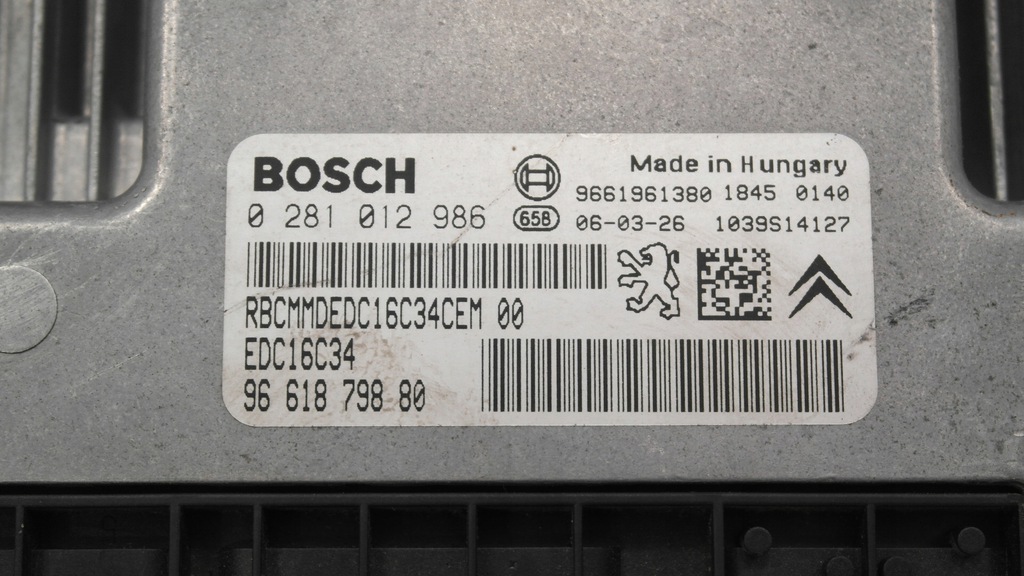 BOSCH
Made in Hungary
9661961380 1845 0140
0 281 012 986
658
06-03-26 1039S14127
RBCMMDEDC16C34CEM 00
EDC16C34
96 618 798 80